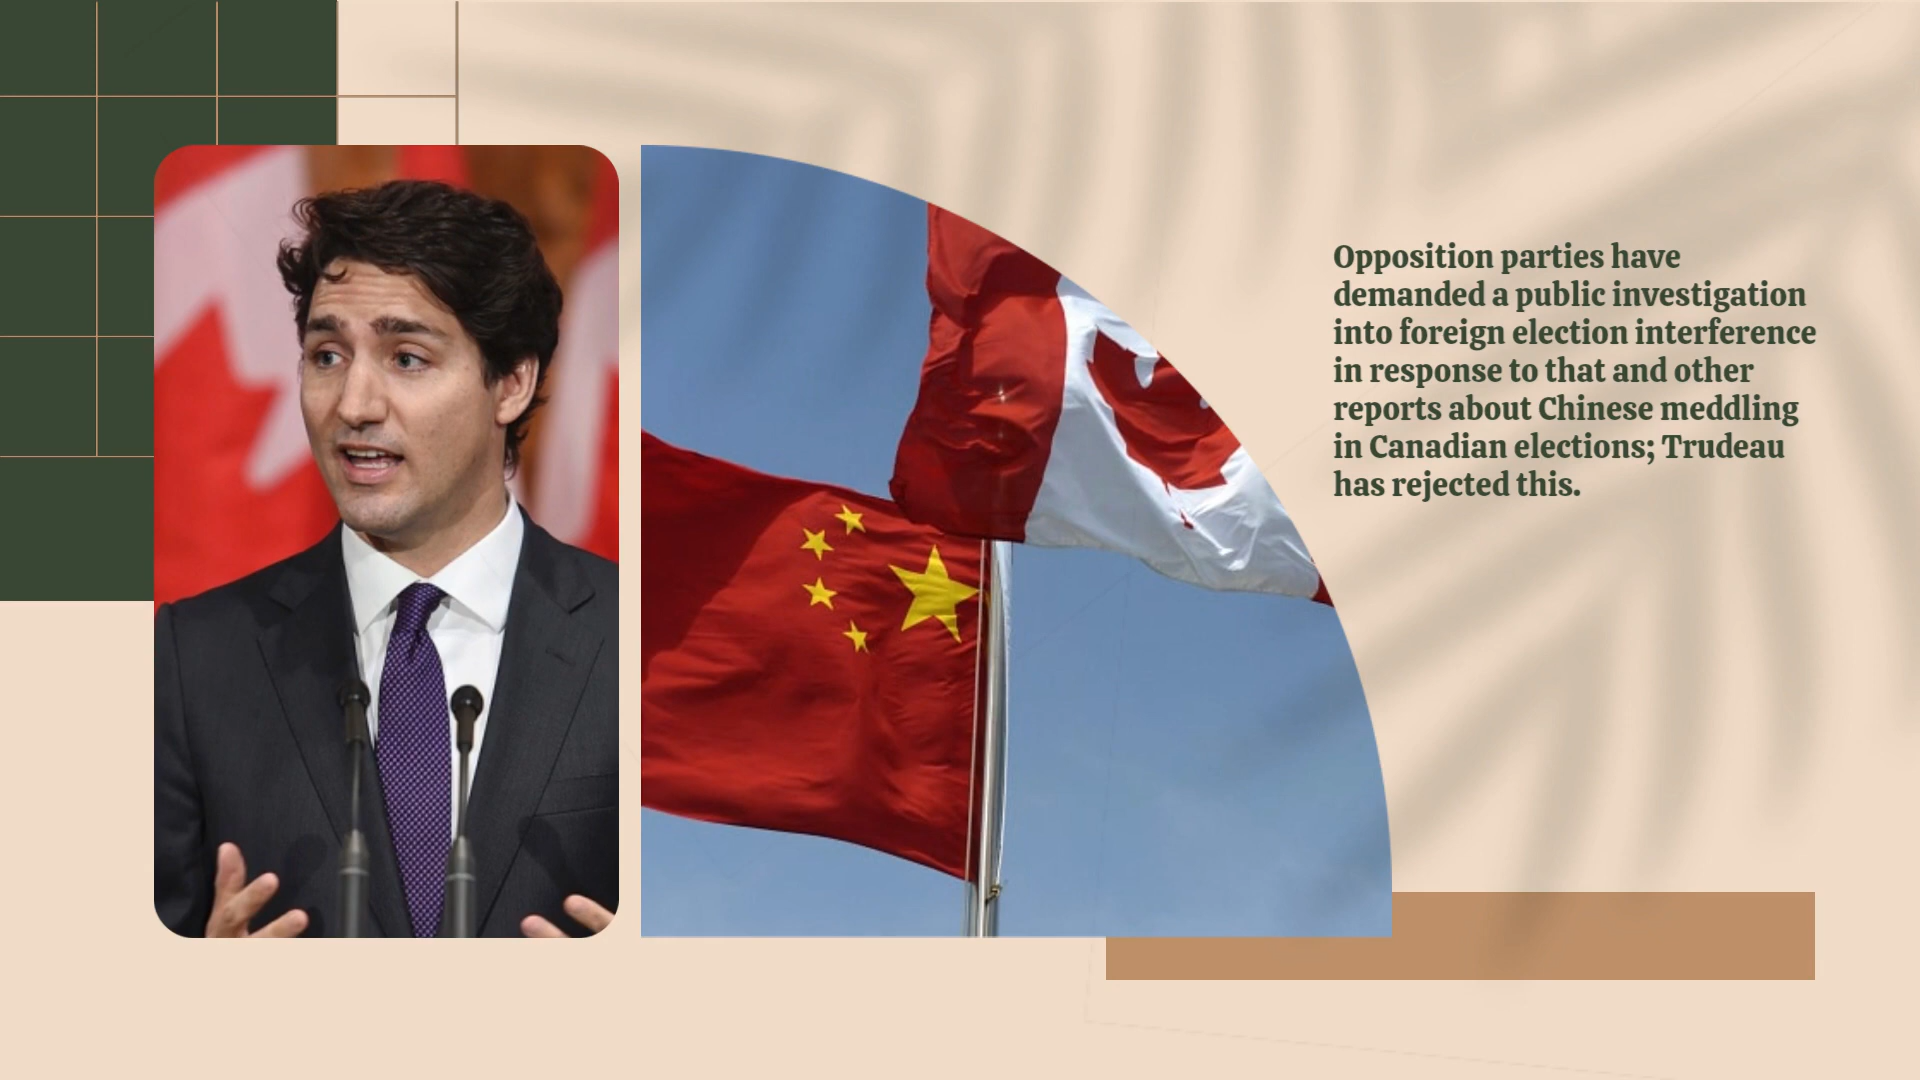 Opposition parties have
demanded a public investigation
into foreign election interference
in response to that and other
reports about Chinese meddling
in Canadian elections; Trudeau
has rejected this.